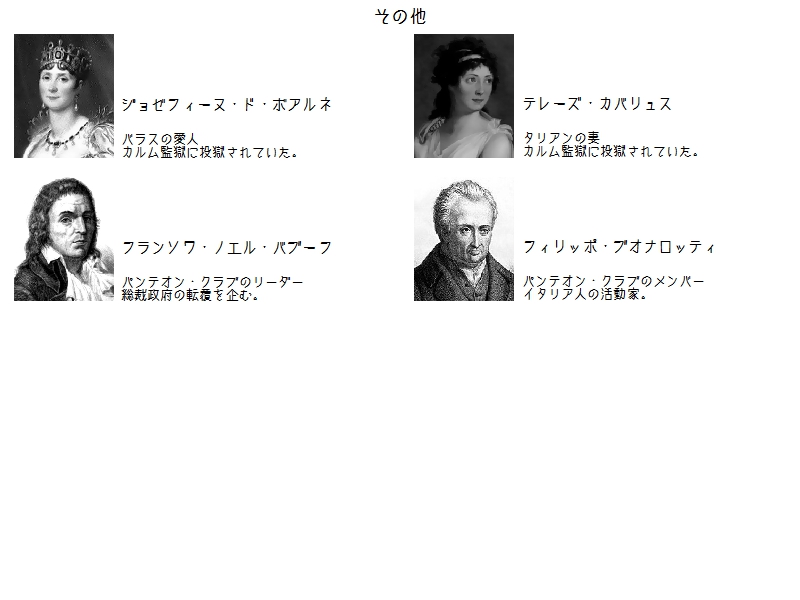 その他
ジョゼフィーヌ・ド・ボアルネ
バラスの愛人
カルム監獄に投獄されていた。
テレーズ・カバリュス
タリアンの妻
カルム監獄に投獄されていた。
フランソワ・ノエル・バブーフ
パンテオン・クラブのリーダー
総裁政府の転覆を企む。
フィリッポ・ブオナロッティ
パンテオン・クラブのメンバー
イタリア人の活動家。